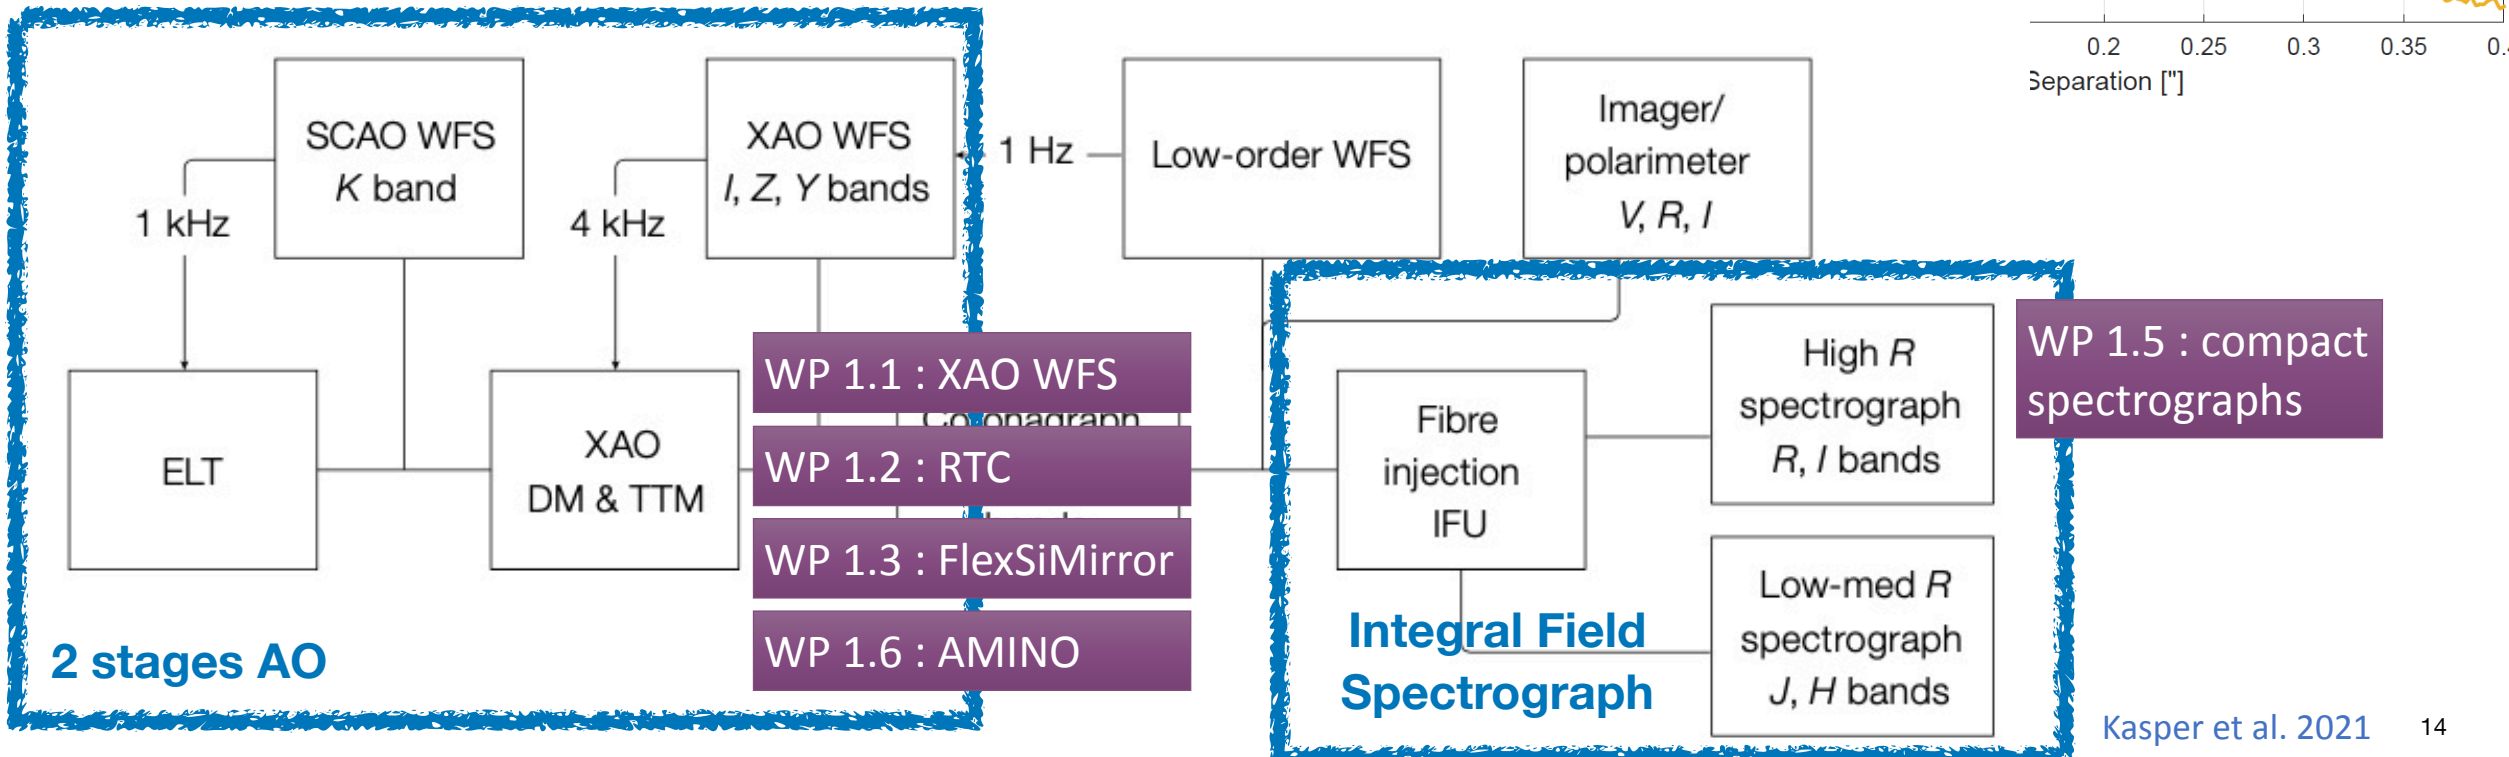 0.2 0.25 0.3 0.35
Separation ["]
SCAO WFS
K band
1 kHz
XAO WFS
I, Z, Y bands
4 kHz
1 Hz
Low-order WFS
Imager/
polarimeter
V, R, I
ELT
XAO
DM & TTM
WP 1.1 : XAO WFS
Coronagraph
WP 1.2 : RTC
WP 1.3 : FlexSiMirror
WP 1.6 : AMINO
Fibre
injection
IFU
High R
spectrograph
R, I bands
WP 1.5 : compact
spectrographs
Low-med R
spectrograph
J, H bands
2 stages AO
Integral Field
Spectrograph
Kasper et al. 2021
14